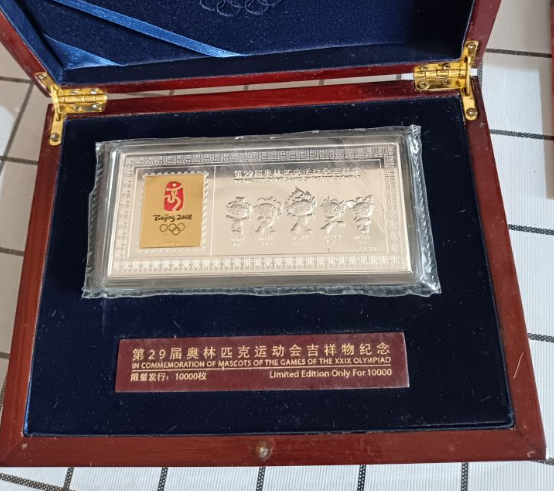 第29届奥林匹克运动会吉祥物
Beijing 2008
第29届奥林匹克运动会吉祥物纪念
IN COMMEMORATION OF MASCOTS OF THE GAMES OF THE XXIX OLYMPIAD
限量发行：10000枚 Limited Edition Only For 10000